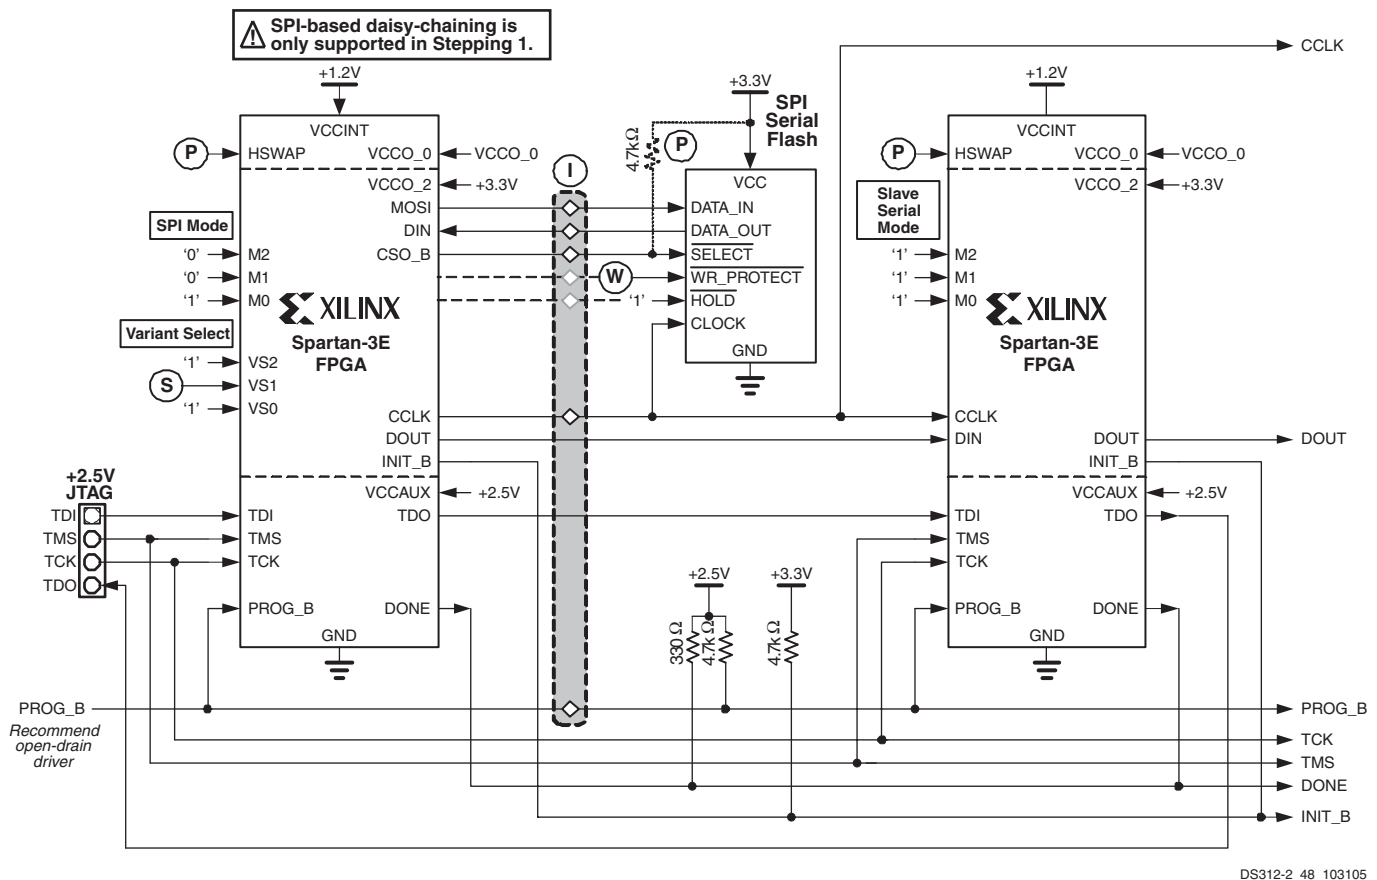 SPI-based daisy-chaining is
only supported in Stepping 1.
CCLK
+1.2V
+3.3V
SPI
Serial
Flash
+1.2V
VCCINT
P
HSWAP
VCCO_0
VCCO_0
VCCO_2
+3.3V
I
4.7kΩ
P
VCC
VCCINT
P
HSWAP
VCCO_0
VCCO_0
VCCO_2
+3.3V
MOSI
DATA_IN
DIN
DATA_OUT
CSO_B
SELECT
W
WR_PROTECT
'1'
HOLD
CLOCK
GND
SPI Mode
'0'
M2
'0'
M1
'1'
M0
XILINX
Spartan-3E
FPGA
Variant Select
'1'
VS2
S
VS1
'1'
VS0
Slave
Serial
Mode
'1'
M2
'1'
M1
'1'
M0
XILINX
Spartan-3E
FPGA
CCLK
DOUT
INIT_B
CCLK
DIN
DOUT
INIT_B
DOUT
+2.5V
JTAG
TDI
TMS
TCK
TDO
TDI
TMS
TCK
VCCAUX
+2.5V
TDO
TDI
TMS
TCK
VCCAUX
+2.5V
TDO
PROG_B
DONE
GND
+2.5V
+3.3V
330 Ω
4.7k Ω
4.7k Ω
PROG_B
DONE
GND
PROG_B
Recommend
open-drain
driver
PROG_B
TCK
TMS
DONE
INIT_B
DS312-2_48_103105